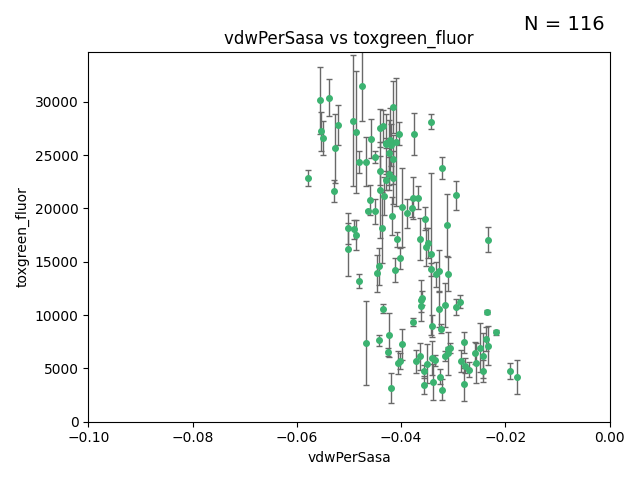 N = 116
vdwPerSasa vs toxgreen_fluor
30000
25000
20000
15000
10000
5000
0
toxgreen_fluor
−0.10 −0.08 −0.06 −0.04 −0.02 0.00
vdwPerSasa